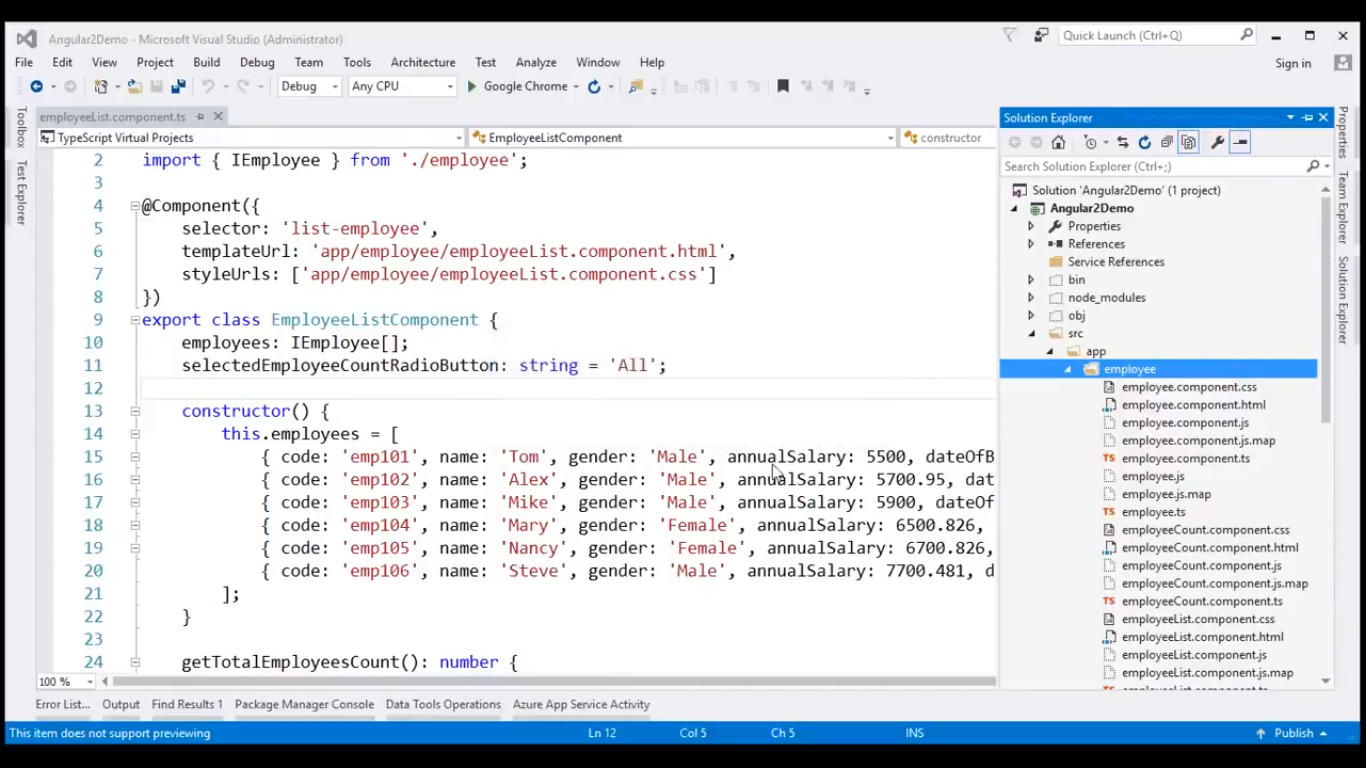 Angular2Demo - Microsoft Visual Studio (Administrator)
Quick Launch (Ctrl+Q)
File Edit View Project Build Debug Team Tools Architecture Test Analyze Window Help
Sign in
Debug Any CPU Google Chrome
Toolbox
Test Explorer
employeeList.component.ts
TypeScript Virtual Projects EmployeeListComponent constructor
2 import { IEmployee } from './employee';
3
4 @Component({
5 selector: 'list-employee',
6 templateUrl: 'app/employee/employeeList.component.html',
7 styleUrls: ['app/employee/employeeList.component.css']
8 })
9 export class EmployeeListComponent {
10 employees: IEmployee[];
11 selectedEmployeeCountRadioButton: string = 'All';
12
13 constructor() {
14 this.employees = [
15 { code: 'emp101', name: 'Tom', gender: 'Male', annualSalary: 5500, dateOfB
16 { code: 'emp102', name: 'Alex', gender: 'Male', annualSalary: 5700.95, dat
17 { code: 'emp103', name: 'Mike', gender: 'Male', annualSalary: 5900, dateOf
18 { code: 'emp104', name: 'Mary', gender: 'Female', annualSalary: 6500.826,
19 { code: 'emp105', name: 'Nancy', gender: 'Female', annualSalary: 6700.826,
20 { code: 'emp106', name: 'Steve', gender: 'Male', annualSalary: 7700.481, d
21 ];
22 }
23
24 getTotalEmployeesCount(): number {
100 %
Solution Explorer
Search Solution Explorer (Ctrl+;)
Solution 'Angular2Demo' (1 project)
Angular2Demo
Properties
References
Service References
bin
node_modules
obj
src
app
employee
employee.component.css
employee.component.html
employee.component.js
employee.component.js.map
employee.component.ts
employee.js
employee.js.map
employee.ts
employeeCount.component.css
employeeCount.component.html
employeeCount.component.js
employeeCount.component.js.map
employeeCount.component.ts
employeeList.component.css
employeeList.component.html
employeeList.component.js
employeeList.component.js.map
employeeList.component.ts
Properties
Team Explorer
Solution Explorer
Error List... Output Find Results 1 Package Manager Console Data Tools Operations Azure App Service Activity
This item does not support previewing Ln 12 Col 5 Ch 5 INS Publish